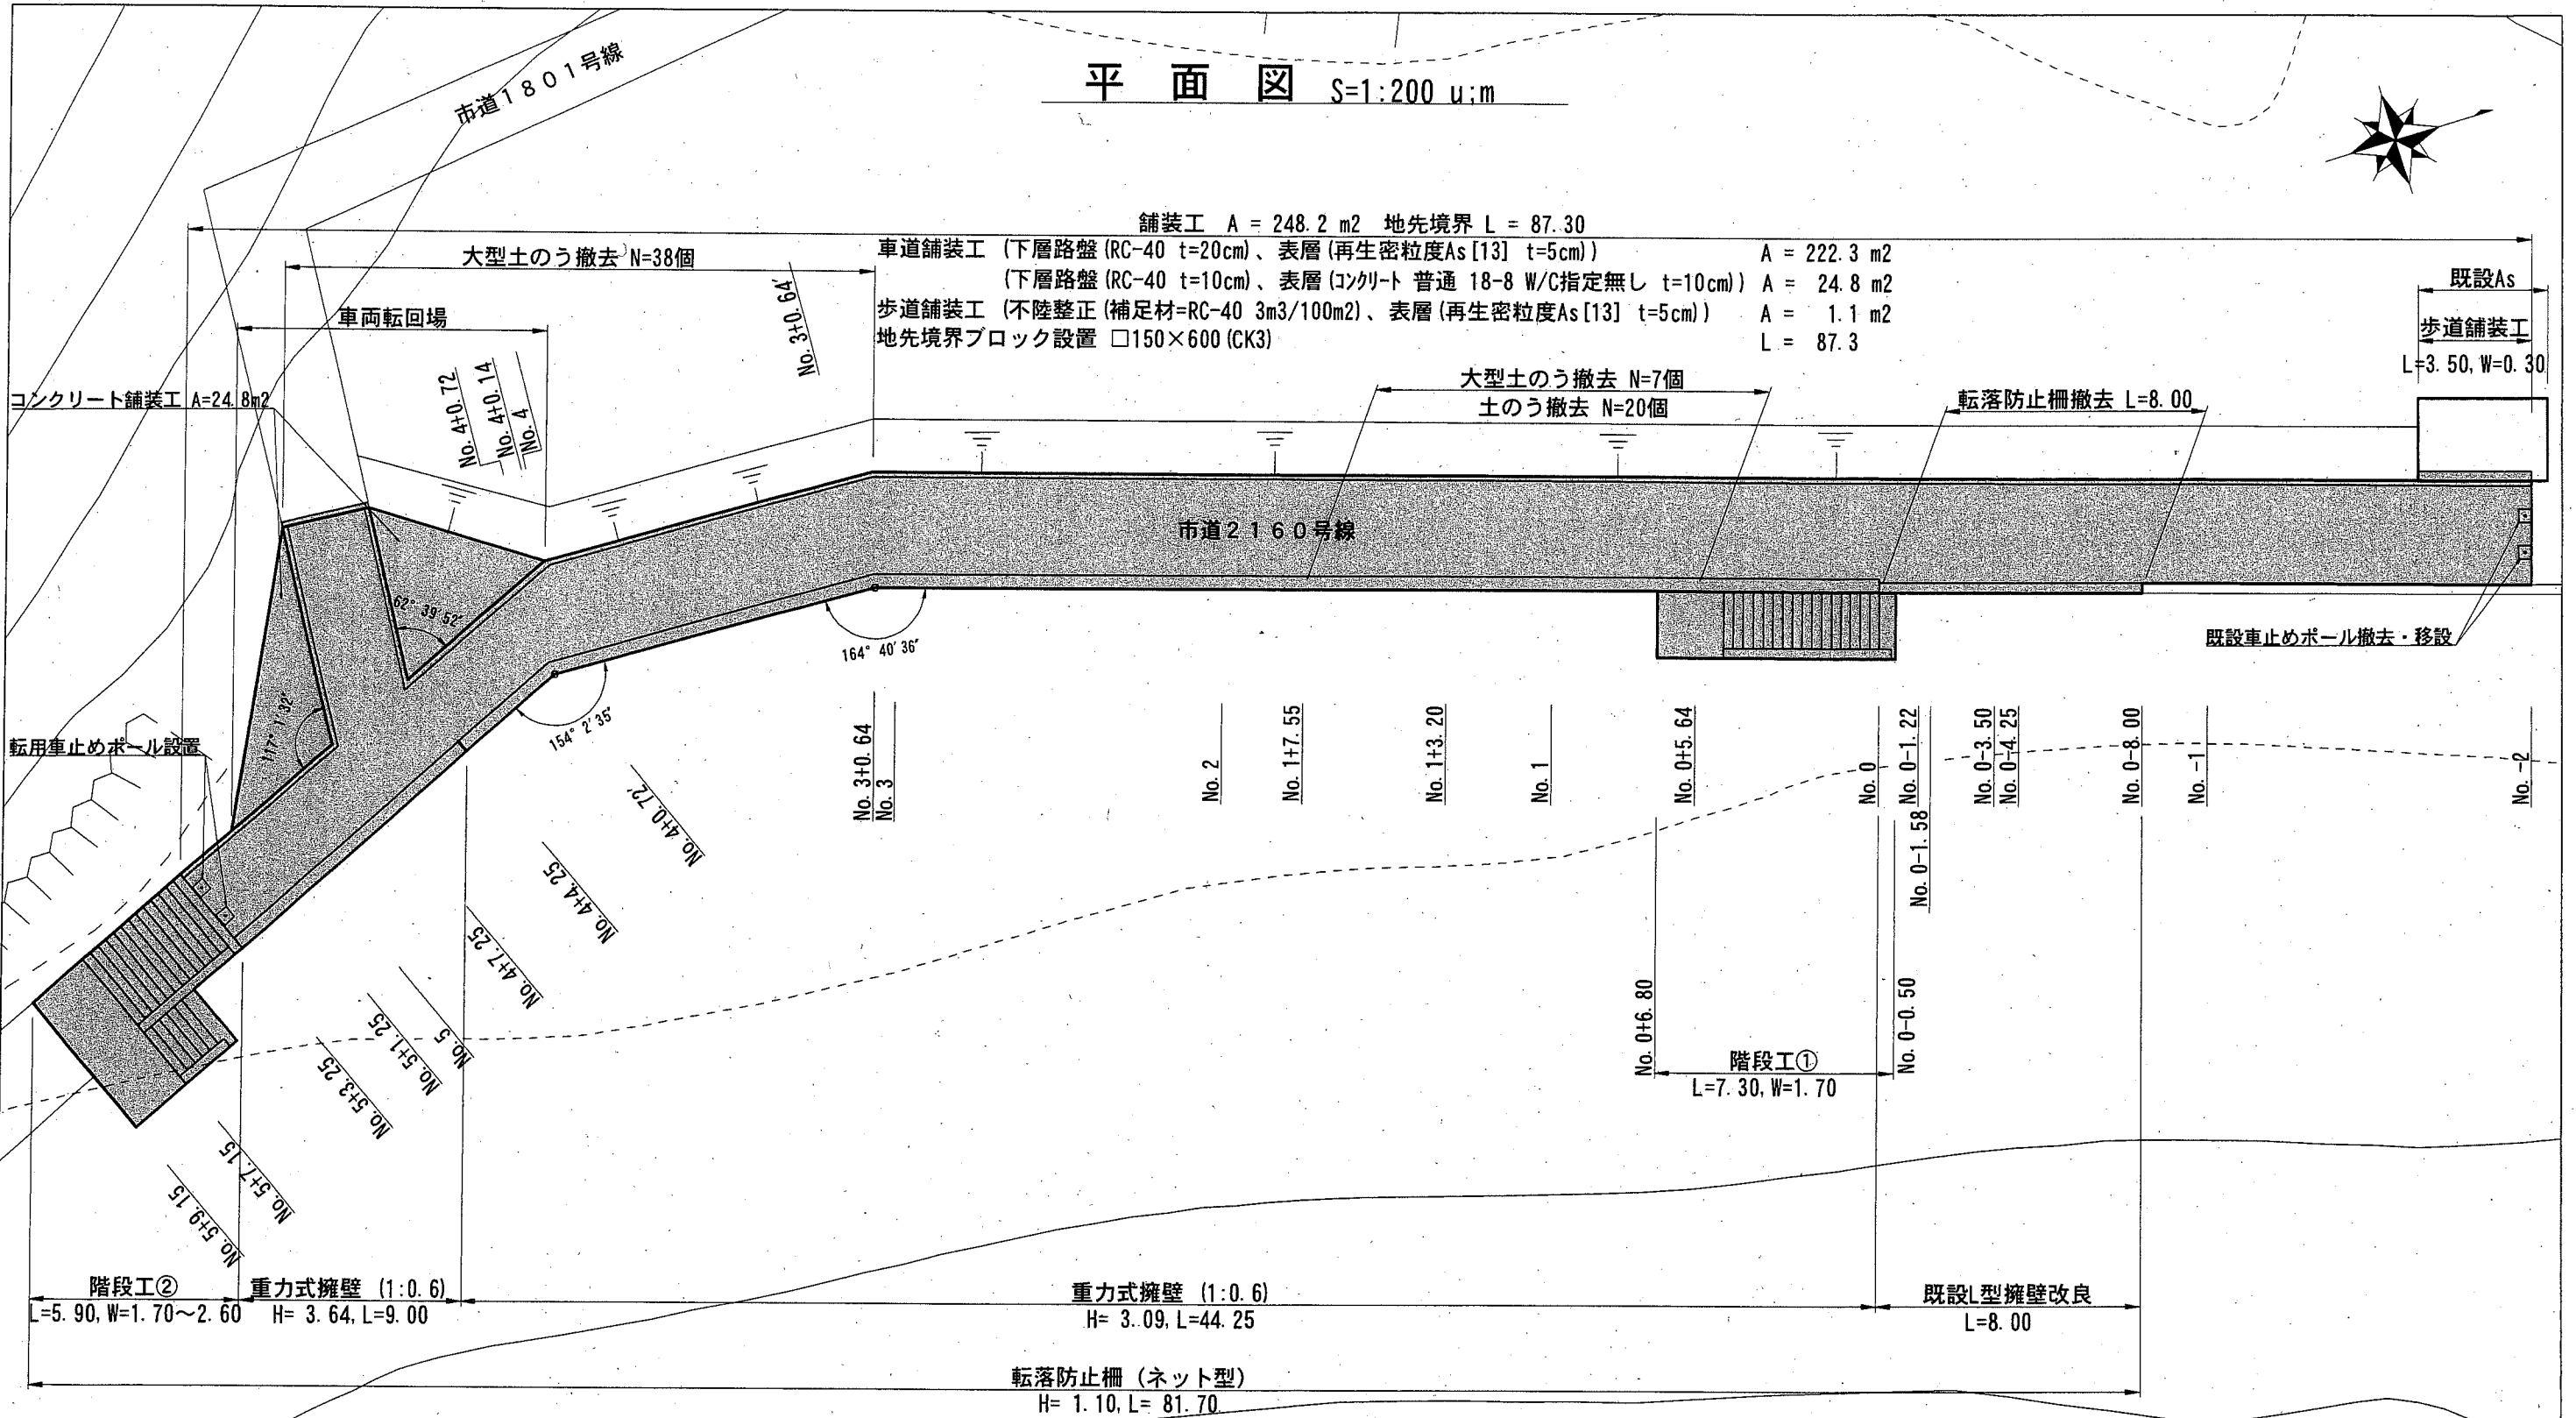 平 面 図 S=1:200 u;m
市道1801号線
舗装工 A = 248.2 m2 地先境界 L = 87.30
車道舗装工 (下層路盤(RC-40 t=20cm)、表層(再生密粒度As[13] t=5cm)) A = 222.3 m2
(下層路盤(RC-40 t=10cm)、表層(コンクリート 普通 18-8 W/C指定無し t=10cm)) A = 24.8 m2
歩道舗装工 (不陸整正(補足材=RC-40 3m3/100m2)、表層(再生密粒度As[13] t=5cm)) A = 1.1 m2
地先境界ブロック設置 □150×600(CK3) L = 87.3
大型土のう撤去 N=38個
車両転回場
コンクリート舗装工 A=24.8m2
No.4+0.72
No.4+0.14
No.4
No.3+0.64'
大型土のう撤去 N=7個
土のう撤去 N=20個
転落防止柵撤去 L=8.00
既設As
歩道舗装工
L=3.50,W=0.30
市道2160号線
62°39'52"
117°1'32"
154°2'35"
164°40'36"
既設車止めポール撤去・移設
転用車止めポール設置
No.3+0.64
No.3
No.2
No.1+7.55
No.1+3.20
No.1
No.0+5.64
No.0
No.0-1.22
No.0-1.58
No.0-3.50
No.0-4.25
No.0-8.00
No.-1
No.-2
No.4+0.72'
No.4+4.25
No.4+7.25
No.5
No.5+1.25
No.5+3.25
No.5+7.15
No.5+9.15
No.0+6.80
No.0-0.50
階段工①
L=7.30,W=1.70
階段工②
L=5.90,W=1.70〜2.60
重力式擁壁 (1:0.6)
H= 3.64,L=9.00
重力式擁壁 (1:0.6)
H= 3.09,L=44.25
既設L型擁壁改良
L=8.00
転落防止柵 (ネット型)
H= 1.10,L= 81.70